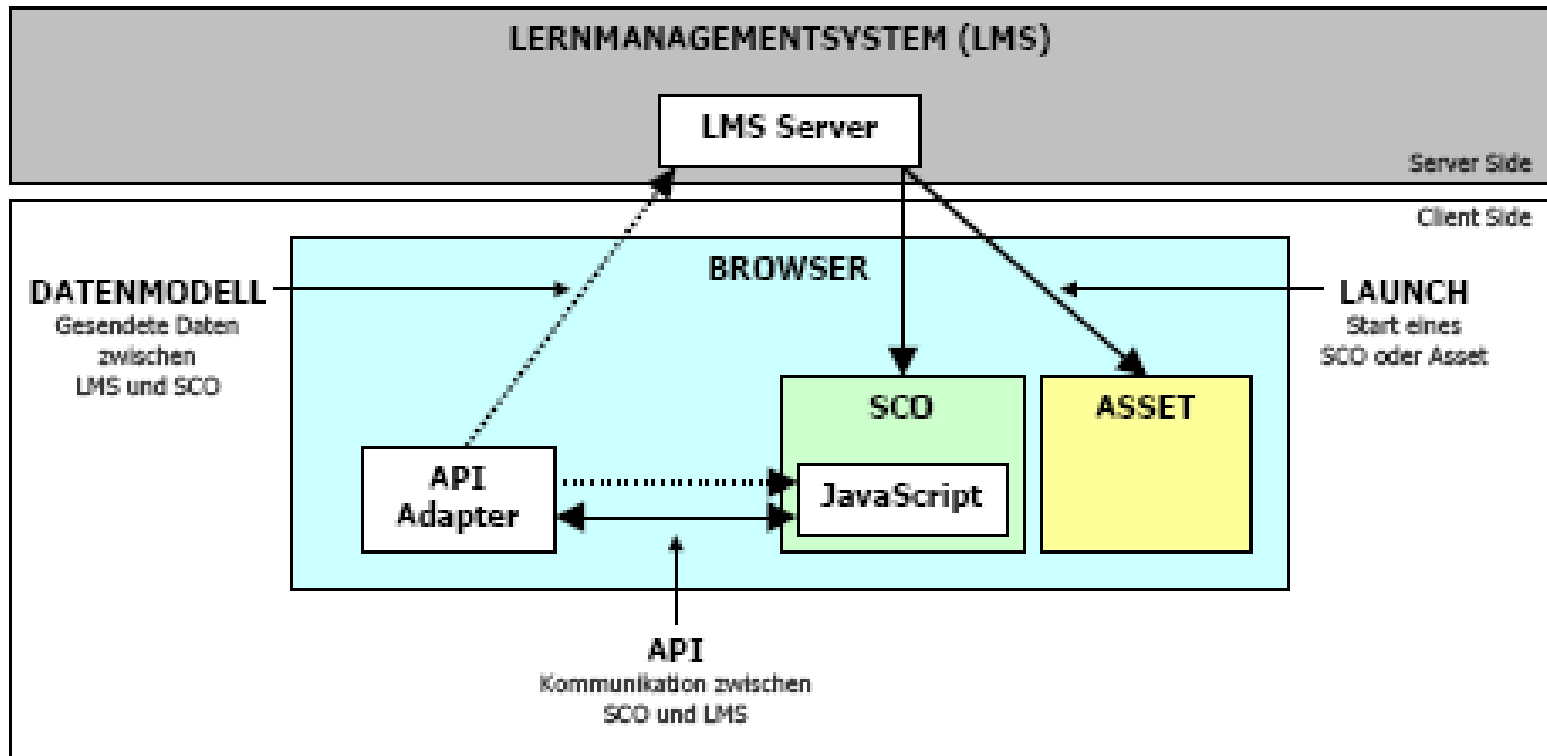 LERNMANAGEMENTSYSTEM (LMS)
LMS Server
Server Side
Client Side
BROWSER
DATENMODELL
Gesendete Daten
zwischen
LMS und SCO
LAUNCH
Start eines
SCO oder Asset
SCO
ASSET
API
Adapter
JavaScript
API
Kommunikation zwischen
SCO und LMS